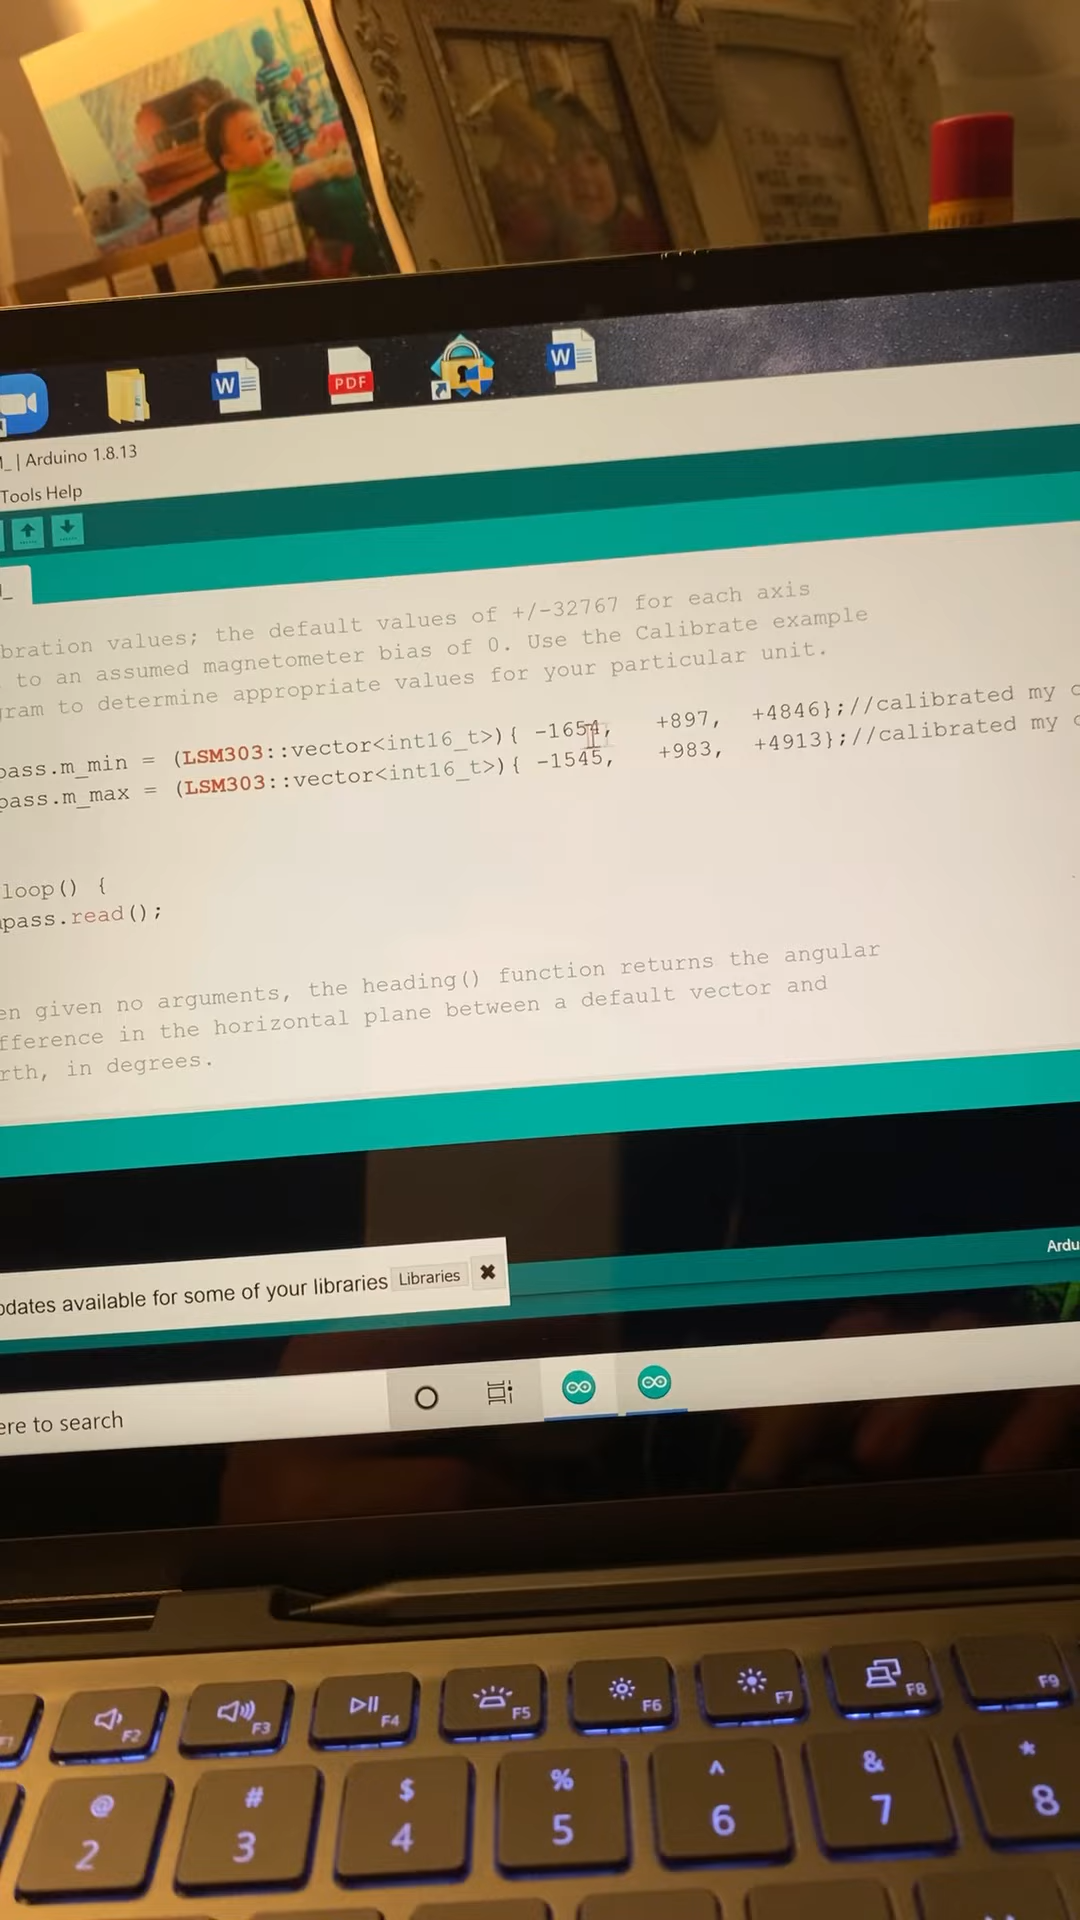 W
PDF
W
_ | Arduino 1.8.13
Tools Help
bration values; the default values of +/-32767 for each axis
to an assumed magnetometer bias of 0. Use the Calibrate example
gram to determine appropriate values for your particular unit.
pass.m_min = (LSM303::vector<int16_t>){ -1654, +897, +4846};//calibrated my c
pass.m_max = (LSM303::vector<int16_t>){ -1545, +983, +4913};//calibrated my c
loop() {
pass.read();
en given no arguments, the heading() function returns the angular
fference in the horizontal plane between a default vector and
rth, in degrees.
Ardu
pdates available for some of your libraries Libraries ✖
ere to search
F1 F2 F3 F4 F5 F6 F7 F8 F9
@ # $ % ^ & *
2 3 4 5 6 7 8